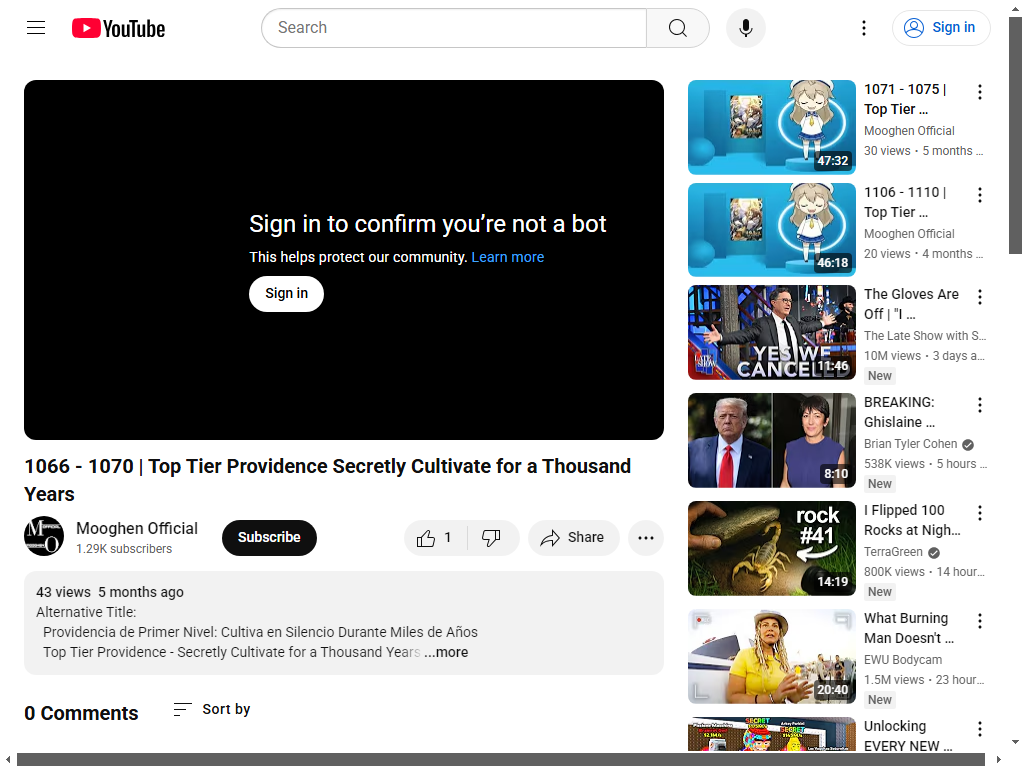 YouTube
Search
Sign in
Sign in to confirm you’re not a bot
This helps protect our community. Learn more
Sign in
1066 - 1070 | Top Tier Providence Secretly Cultivate for a Thousand
Years
Mooghen Official
1.29K subscribers
Subscribe
1
Share
43 views 5 months ago
Alternative Title:
Providencia de Primer Nivel: Cultiva en Silencio Durante Miles de Años
Top Tier Providence - Secretly Cultivate for a Thousand Years ...more
0 Comments
Sort by
47:32
1071 - 1075 |
Top Tier ...
Mooghen Official
30 views • 5 months ...
46:18
1106 - 1110 |
Top Tier ...
Mooghen Official
20 views • 4 months ...
YES WE
CANCELLED
11:46
The Gloves Are
Off | "I ...
The Late Show with S...
10M views • 3 days a...
New
8:10
BREAKING:
Ghislaine ...
Brian Tyler Cohen
538K views • 5 hours ...
New
rock
#41
14:19
I Flipped 100
Rocks at Nigh...
TerraGreen
800K views • 14 hour...
New
20:40
What Burning
Man Doesn't ...
EWU Bodycam
1.5M views • 23 hour...
New
SECRET
SECRET
Unlocking
EVERY NEW ...